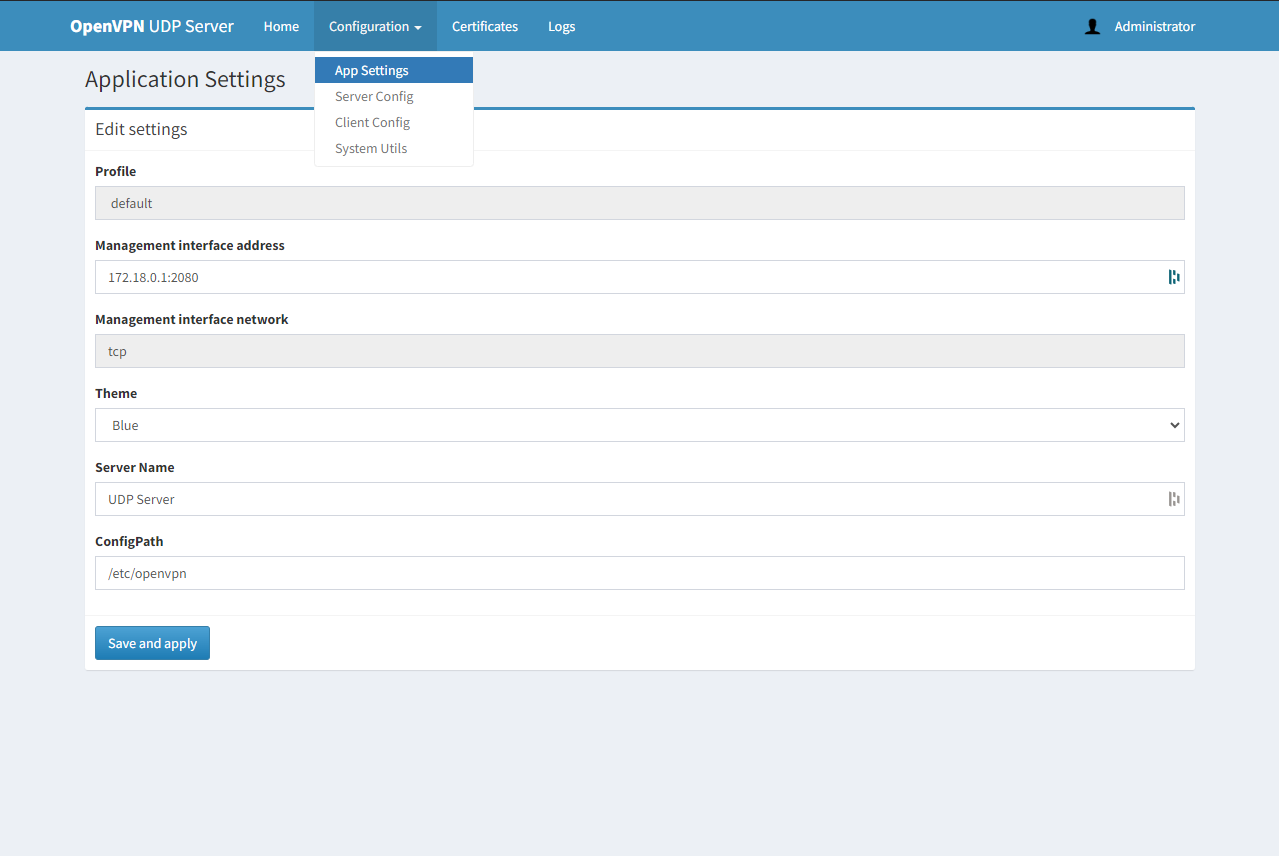 OpenVPN UDP Server Home Configuration Certificates Logs Administrator
App Settings
Server Config
Client Config
System Utils
Application Settings
Edit settings
Profile
default
Management interface address
172.18.0.1:2080
Management interface network
tcp
Theme
Blue
Server Name
UDP Server
ConfigPath
/etc/openvpn
Save and apply